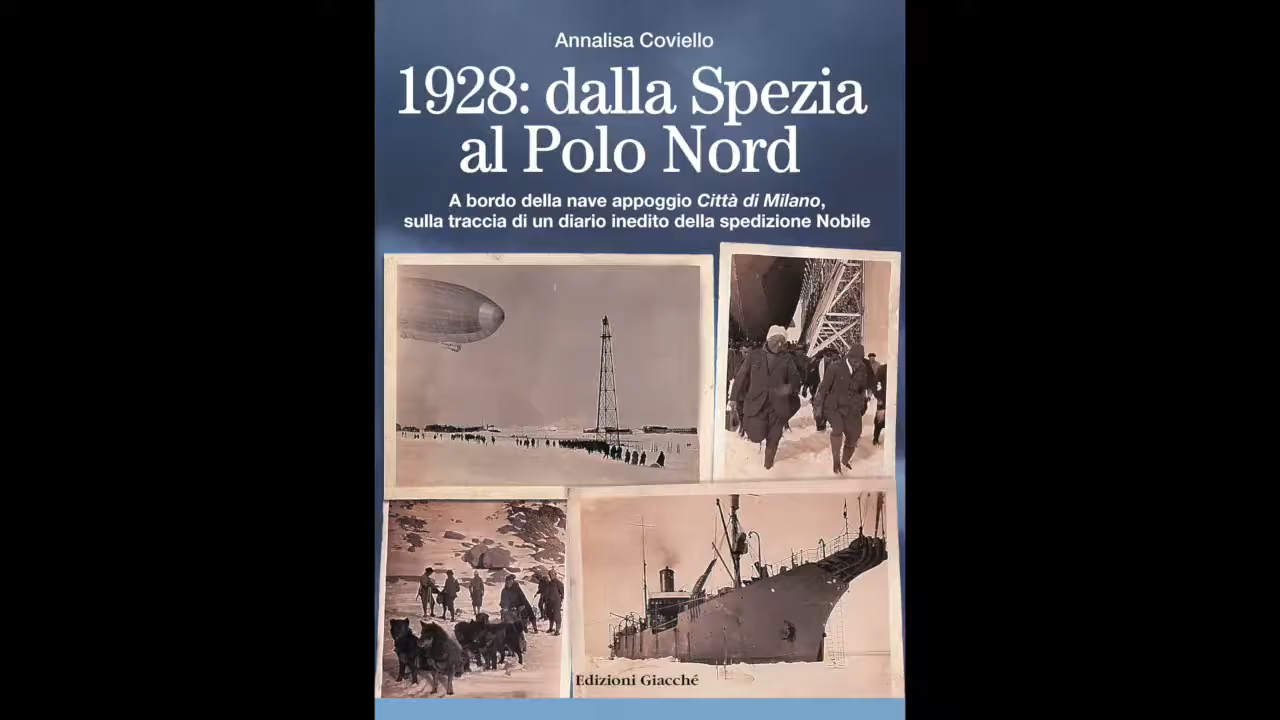 Annalisa Coviello
1928: dalla Spezia
al Polo Nord
A bordo della nave appoggio Città di Milano,
sulla traccia di un diario inedito della spedizione Nobile
Edizioni Giacché